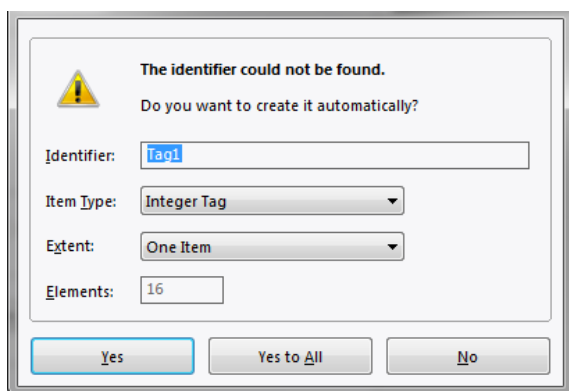 The identifier could not be found.
Do you want to create it automatically?
Identifier: Tag1
Item Type: Integer Tag
Extent: One Item
Elements: 16
Yes Yes to All No